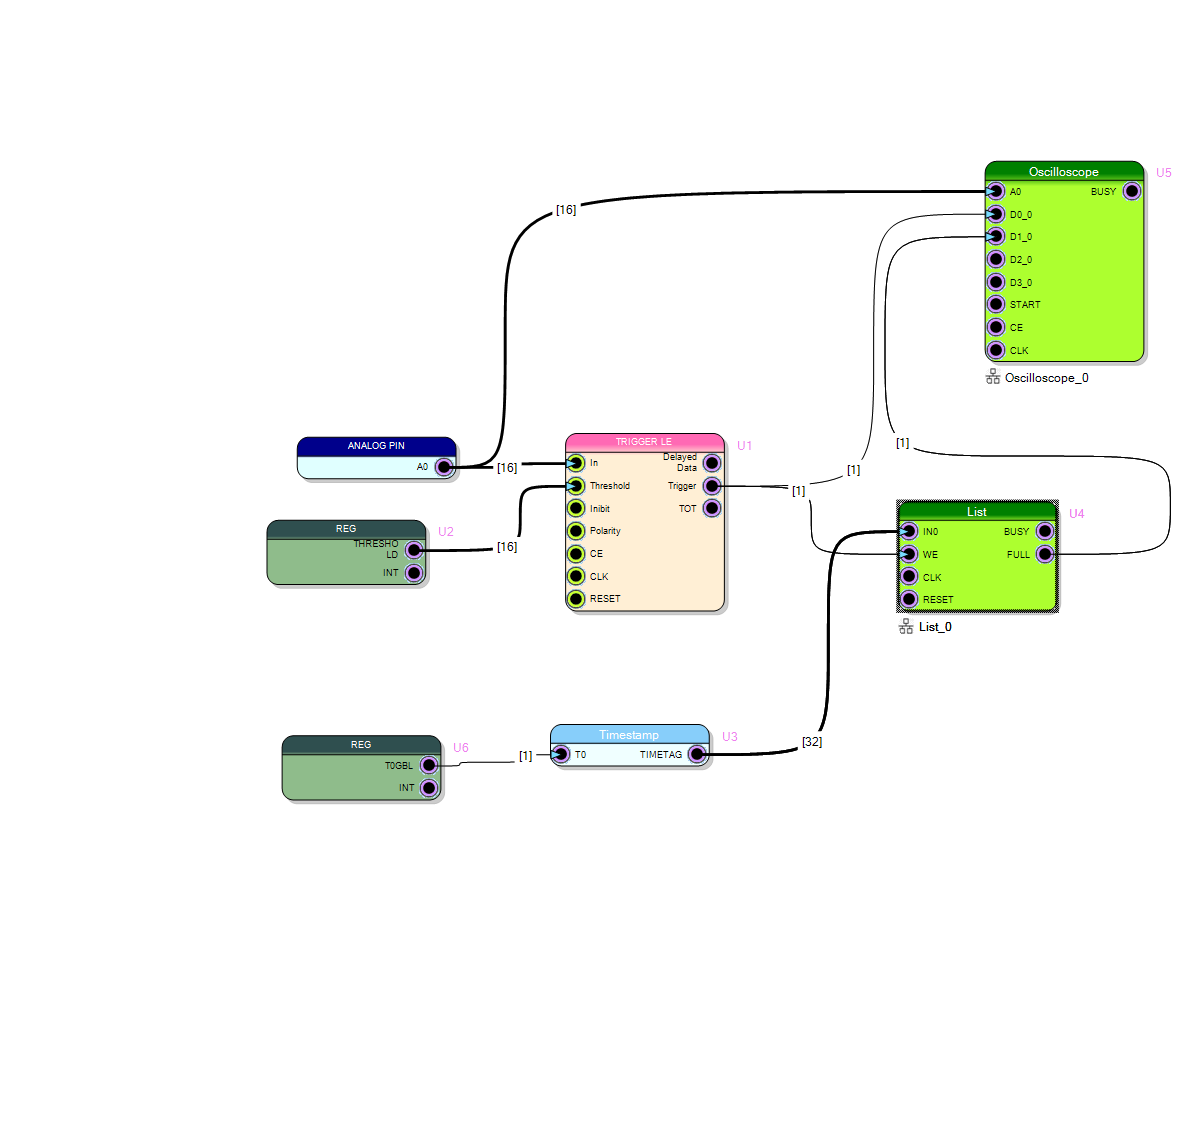 Oscilloscope
U5
A0
BUSY
D0_0
D1_0
D2_0
D3_0
START
CE
CLK
Oscilloscope_0
[16]
ANALOG PIN
A0
[16]
TRIGGER LE
U1
In
Delayed
Data
Threshold
Trigger
Inibit
TOT
Polarity
CE
CLK
RESET
[1]
[1]
[1]
REG
U2
THRESHO
LD
INT
[16]
List
U4
IN0
BUSY
WE
FULL
CLK
RESET
List_0
REG
U6
T0GBL
INT
[1]
Timestamp
U3
T0
TIMETAG
[32]